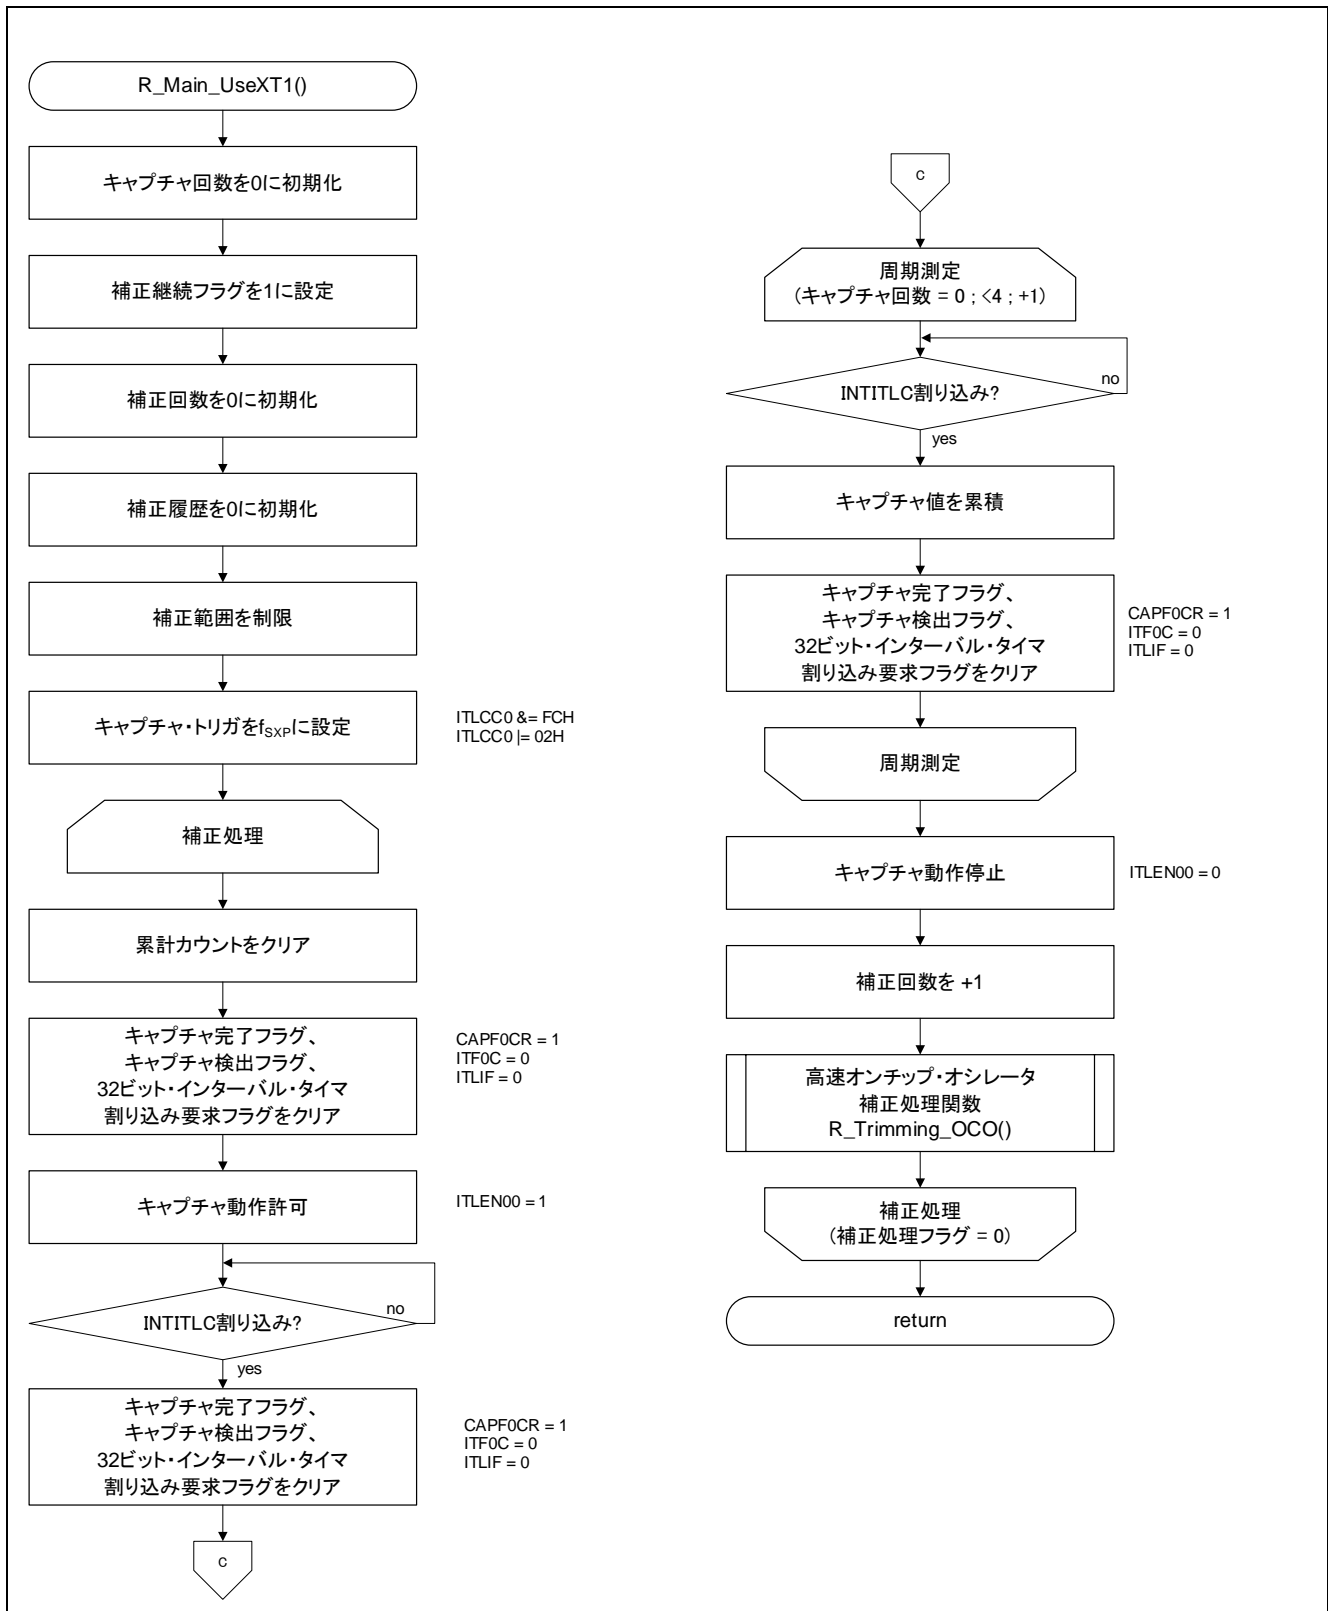 R_Main_UseXT1()
キャプチャ回数を0に初期化
補正継続フラグを1に設定
補正回数を0に初期化
補正履歴を0に初期化
補正範囲を制限
キャプチャ・トリガをfSXPに設定
ITLCC0 &= FCH
ITLCC0 |= 02H
補正処理
累計カウントをクリア
キャプチャ完了フラグ、
キャプチャ検出フラグ、
32ビット・インターバル・タイマ
割り込み要求フラグをクリア
CAPF0CR = 1
ITF0C = 0
ITLIF = 0
キャプチャ動作許可
ITLEN00 = 1
INTITLC割り込み?
no
yes
キャプチャ完了フラグ、
キャプチャ検出フラグ、
32ビット・インターバル・タイマ
割り込み要求フラグをクリア
CAPF0CR = 1
ITF0C = 0
ITLIF = 0
c
c
周期測定
(キャプチャ回数 = 0 ; <4 ; +1)
INTITLC割り込み?
no
yes
キャプチャ値を累積
キャプチャ完了フラグ、
キャプチャ検出フラグ、
32ビット・インターバル・タイマ
割り込み要求フラグをクリア
CAPF0CR = 1
ITF0C = 0
ITLIF = 0
周期測定
キャプチャ動作停止
ITLEN00 = 0
補正回数を +1
高速オンチップ・オシレータ
補正処理関数
R_Trimming_OCO()
補正処理
(補正処理フラグ = 0)
return